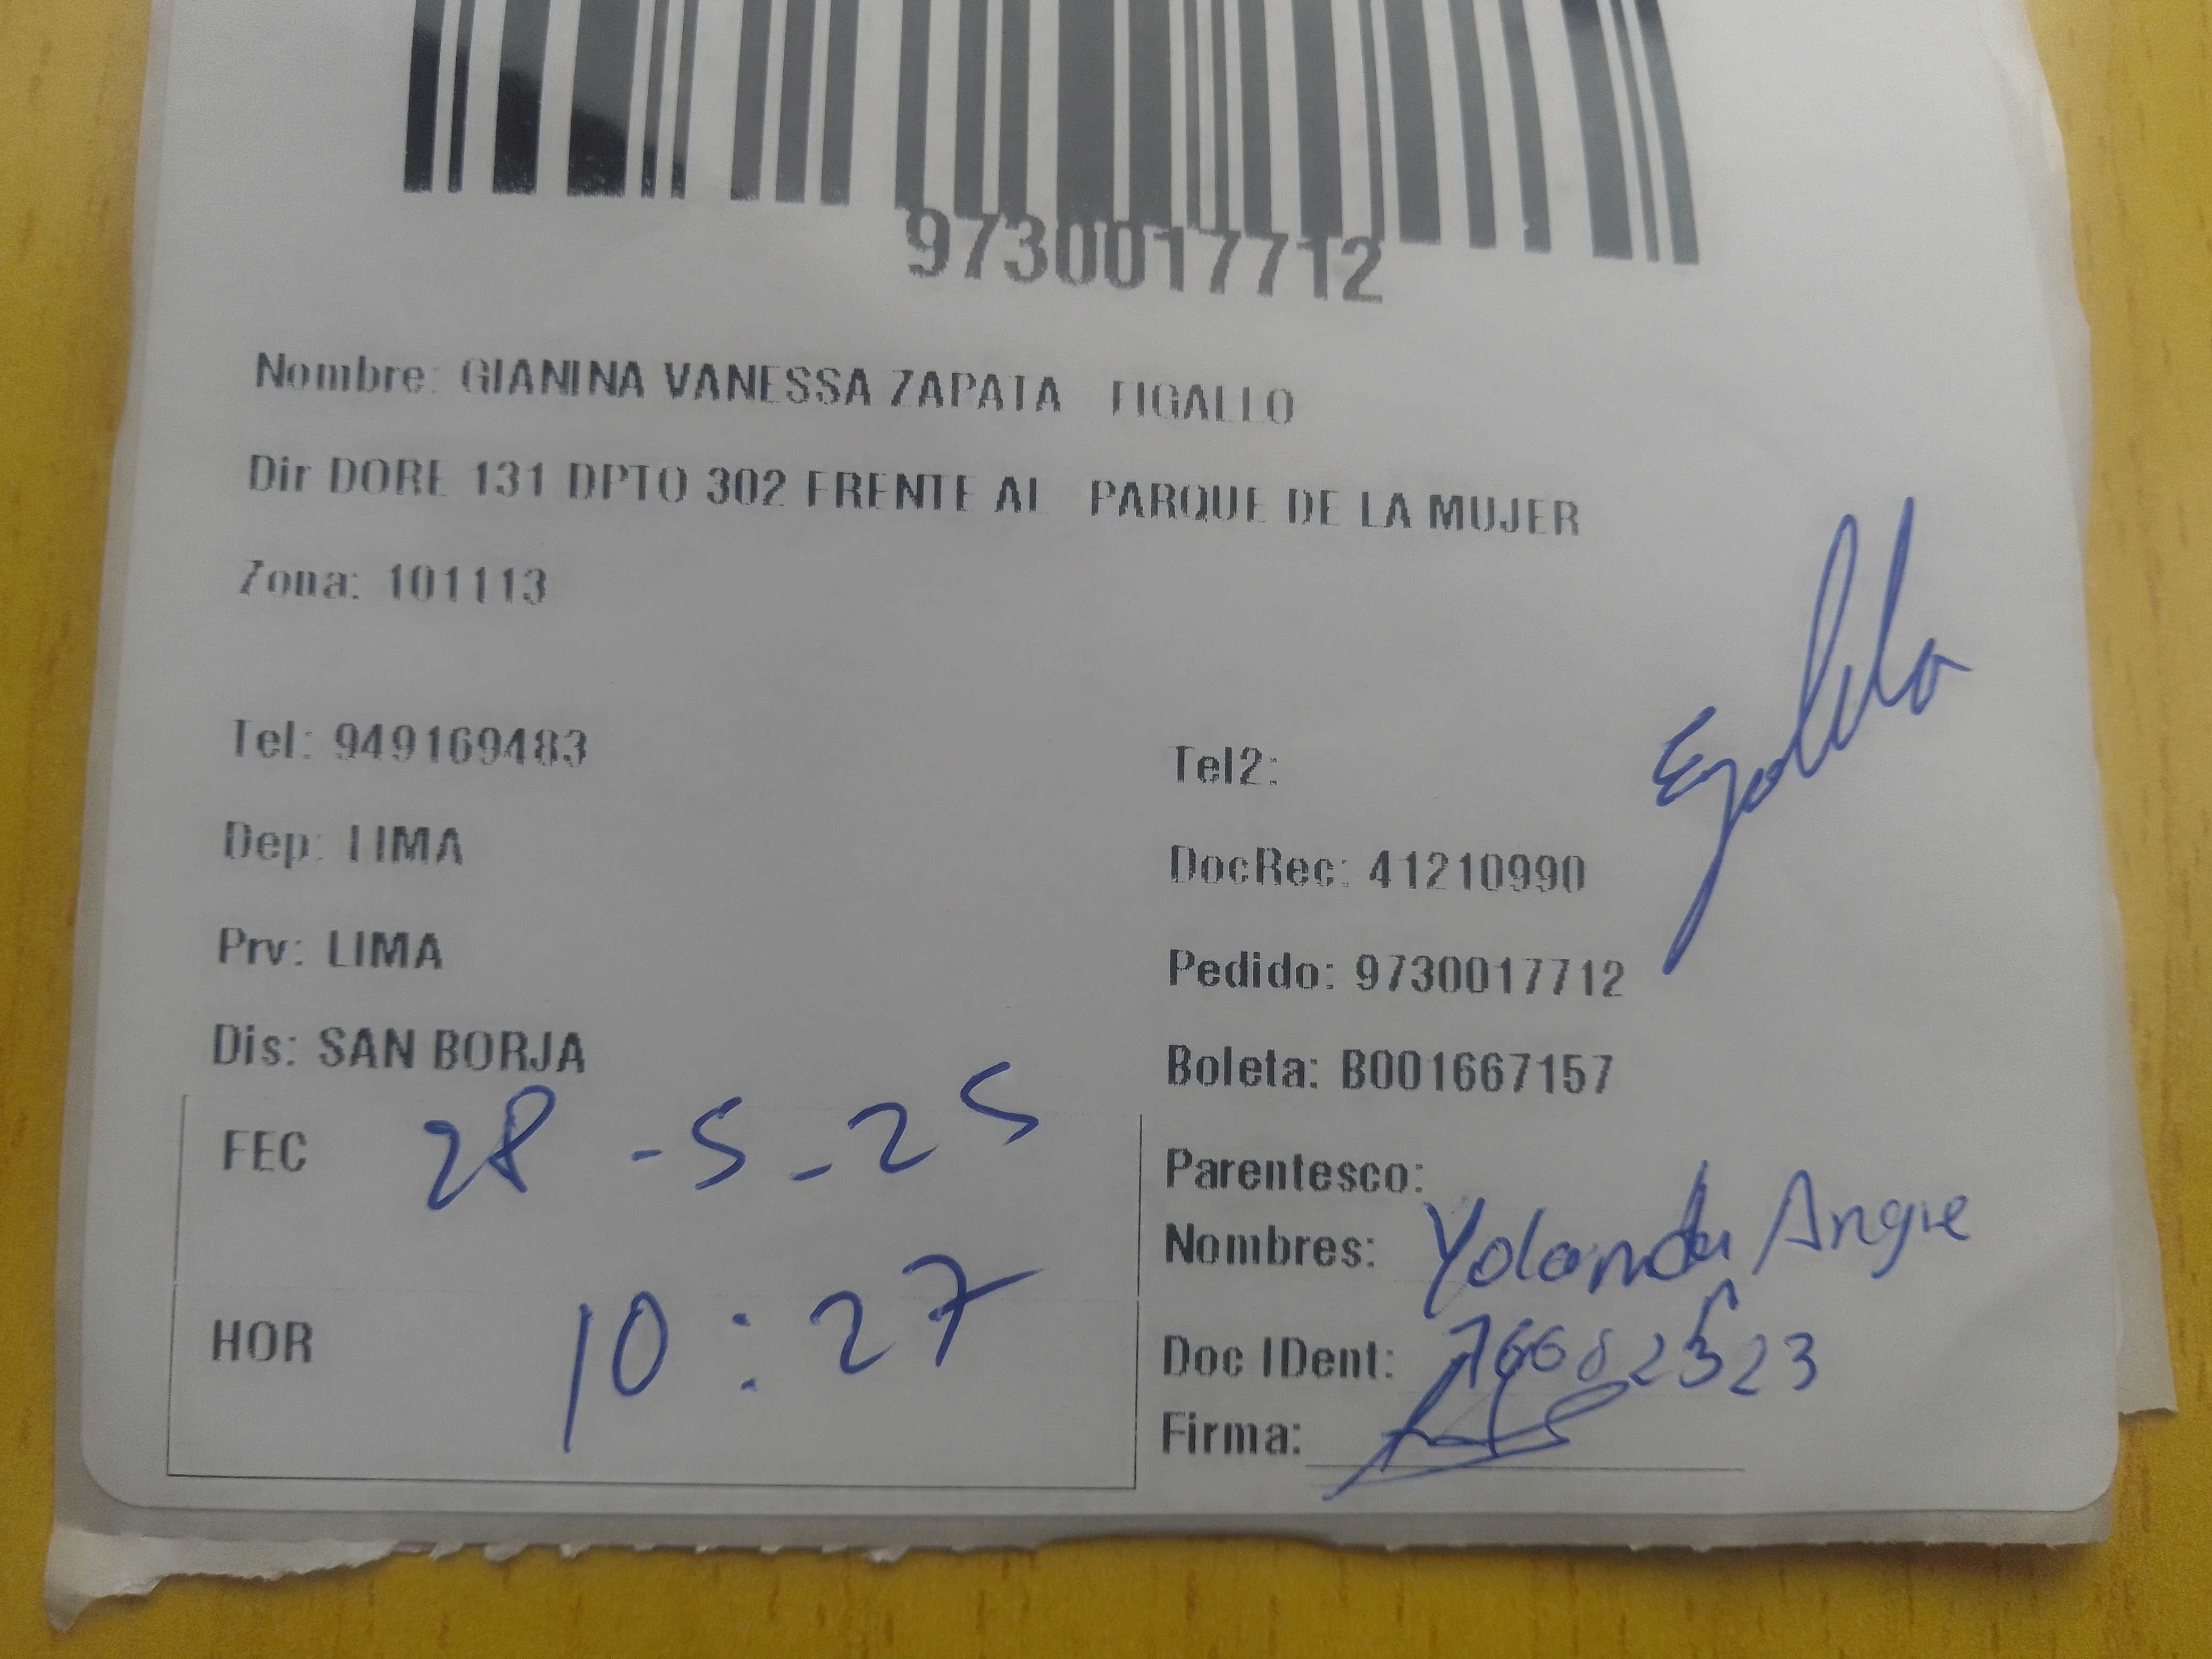 9730017712
Nombre: GIANINA VANESSA ZAPATA FIGALLO
Dir DORE 131 DPTO 302 FRENTE AL PARQUE DE LA MUJER
Zona: 101113
Tel: 949169483
Tel2:
Dep: LIMA
DocRec: 41210990
Prv: LIMA
Pedido: 9730017712
Dis: SAN BORJA
Boleta: B001667157
FEC 28-5-25
Parentesco:
Nombres: Yolanda Angie
HOR 10:27
Doc IDent: 76682523
Firma: